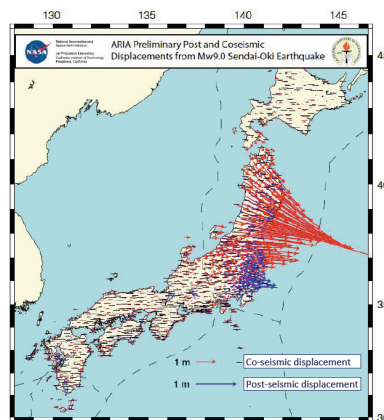 130
135
140
145
NASA
National Aeronautics and
Space Administration
Jet Propulsion Laboratory
California Institute of Technology
Pasadena, California
ARIA Preliminary Post and Coseismic
Displacements from Mw9.0 Sendai-Oki Earthquake
1 m
Co-seismic displacement
1 m
Post-seismic displacement